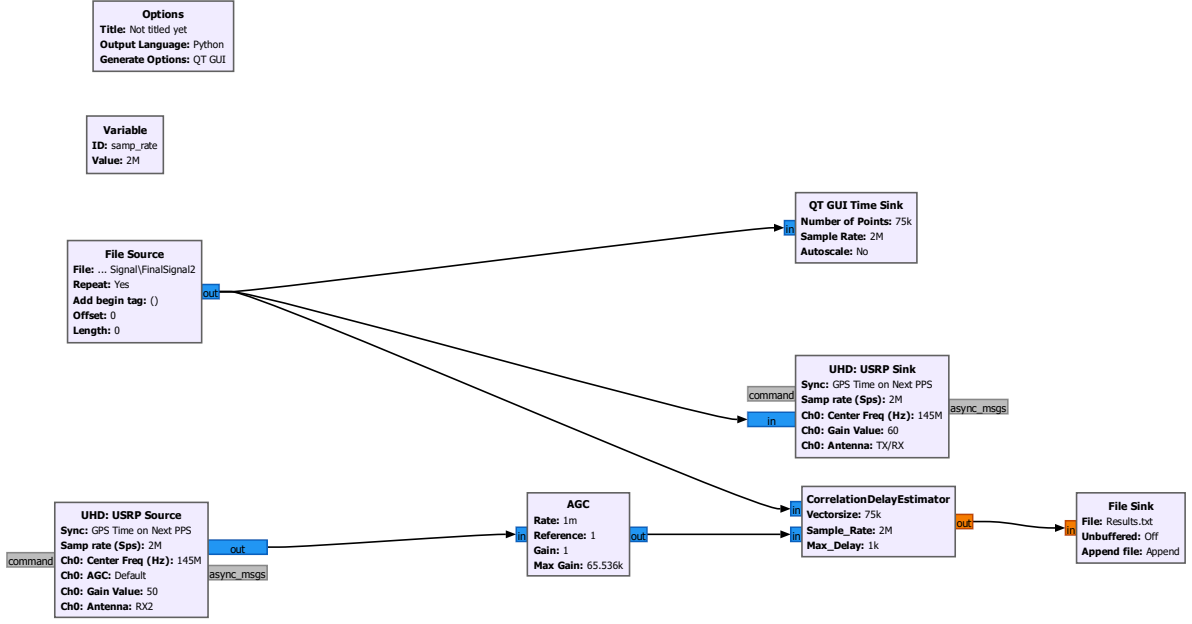 Options
Title: Not titled yet
Output Language: Python
Generate Options: QT GUI
Variable
ID: samp_rate
Value: 2M
QT GUI Time Sink
Number of Points: 75k
Sample Rate: 2M
Autoscale: No
in
File Source
File: ... Signal\FinalSignal2
Repeat: Yes
Add begin tag: ()
Offset: 0
Length: 0
out
UHD: USRP Sink
Sync: GPS Time on Next PPS
Samp rate (Sps): 2M
Ch0: Center Freq (Hz): 145M
Ch0: Gain Value: 60
Ch0: Antenna: TX/RX
command
in
async_msgs
UHD: USRP Source
Sync: GPS Time on Next PPS
Samp rate (Sps): 2M
Ch0: Center Freq (Hz): 145M
Ch0: AGC: Default
Ch0: Gain Value: 50
Ch0: Antenna: RX2
command
out
async_msgs
AGC
Rate: 1m
Reference: 1
Gain: 1
Max Gain: 65.536k
in
out
CorrelationDelayEstimator
Vectorsize: 75k
Sample_Rate: 2M
Max_Delay: 1k
in
in
out
File Sink
File: Results.txt
Unbuffered: Off
Append file: Append
in